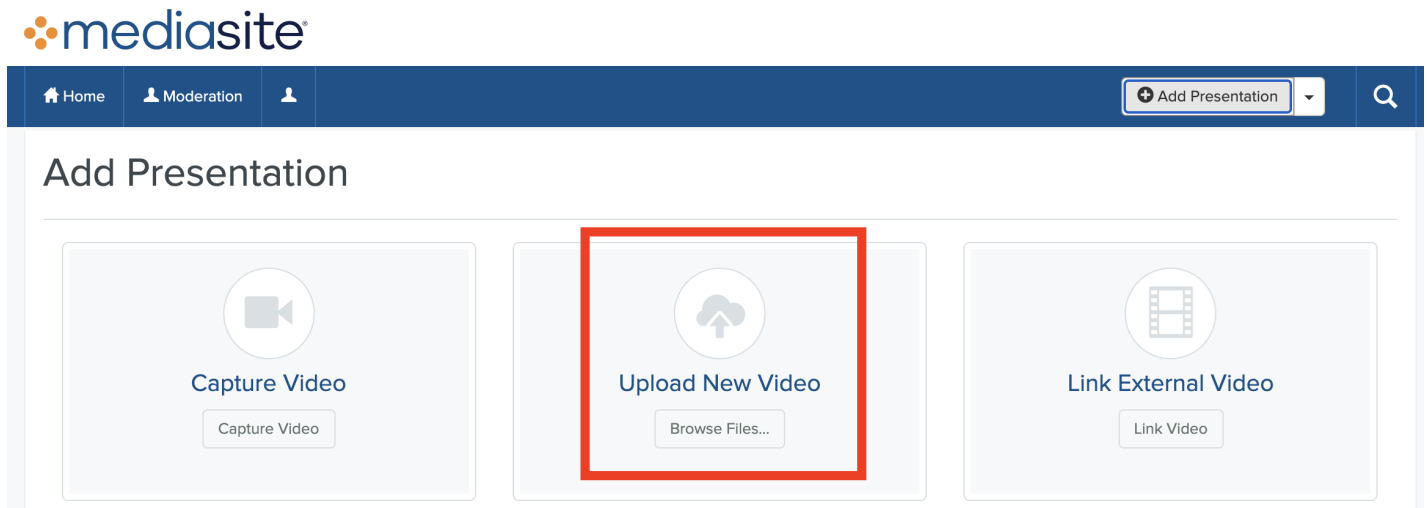 mediasite
Home Moderation Add Presentation
Add Presentation
Capture Video Upload New Video Link External Video
Capture Video Browse Files... Link Video